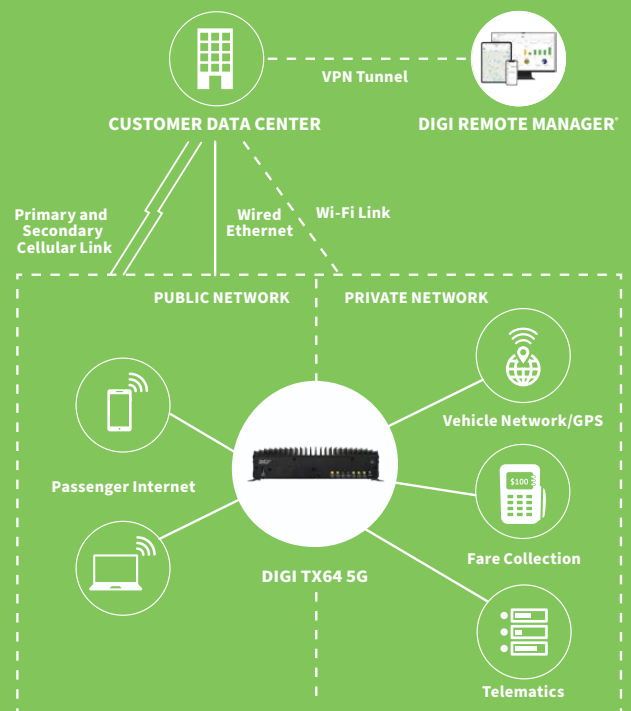 VPN Tunnel
CUSTOMER DATA CENTER
DIGI REMOTE MANAGER®
Primary and
Secondary
Cellular Link
Wired
Ethernet
Wi-Fi Link
PUBLIC NETWORK
PRIVATE NETWORK
Vehicle Network/GPS
Passenger Internet
$100
Fare Collection
DIGI TX64 5G
Telematics